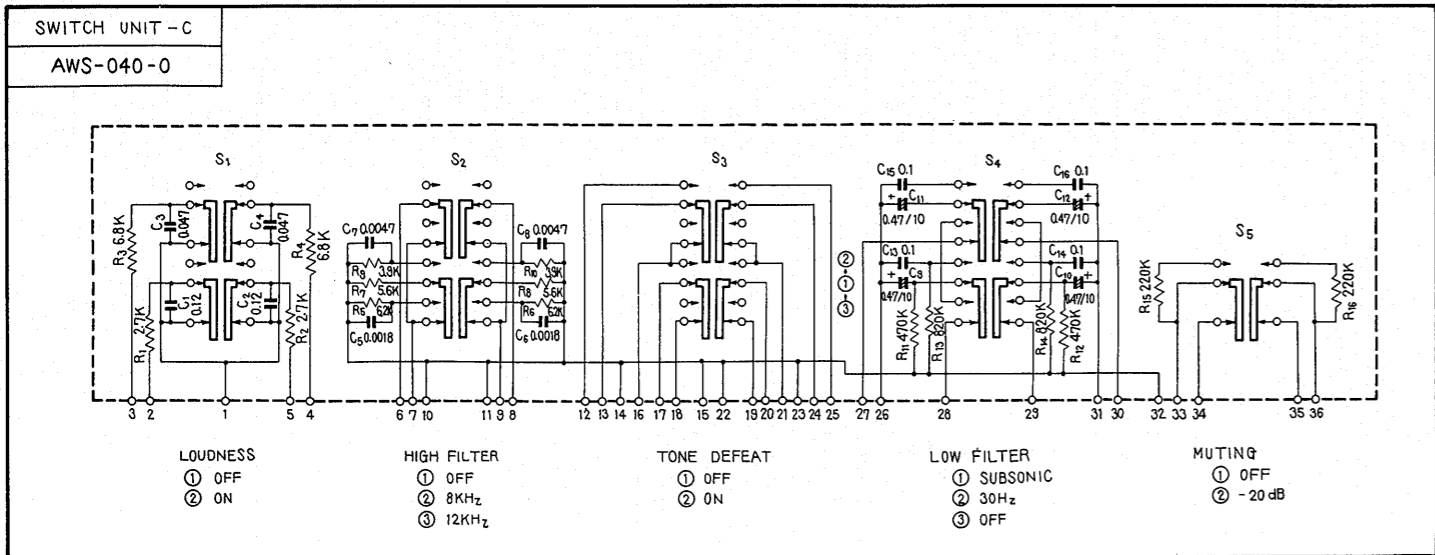 SWITCH UNIT-C
AWS-040-0
S1
S2
S3
S4
S5
C3 0.047
C4 0.047
R3 6.8K
R4 6.8K
C1 0.12
C2 0.12
R1 2.7K
R2 2.7K
C7 0.0047
C8 0.0047
R9 3.9K
R10 3.9K
R7 5.6K
R8 5.6K
R5 62K
R6 62K
C5 0.0018
C6 0.0018
C15 0.1
C16 0.1
+ C11
C12 +
0.47/10
0.47/10
② ① ③
C13 0.1
C14 0.1
+ C9
C10 +
0.47/10
0.47/10
R11 470K
R13 820K
R14 820K
R12 470K
R15 220K
R16 220K
3 2 1 5 4 6 7 10 11 9 8 12 13 14 16 17 18 15 22 19 20 21 23 24 25 27 26 28 29 31 30 32 33 34 35 36
LOUDNESS
① OFF
② ON
HIGH FILTER
① OFF
② 8KHz
③ 12KHz
TONE DEFEAT
① OFF
② ON
LOW FILTER
① SUBSONIC
② 30Hz
③ OFF
MUTING
① OFF
② -20dB